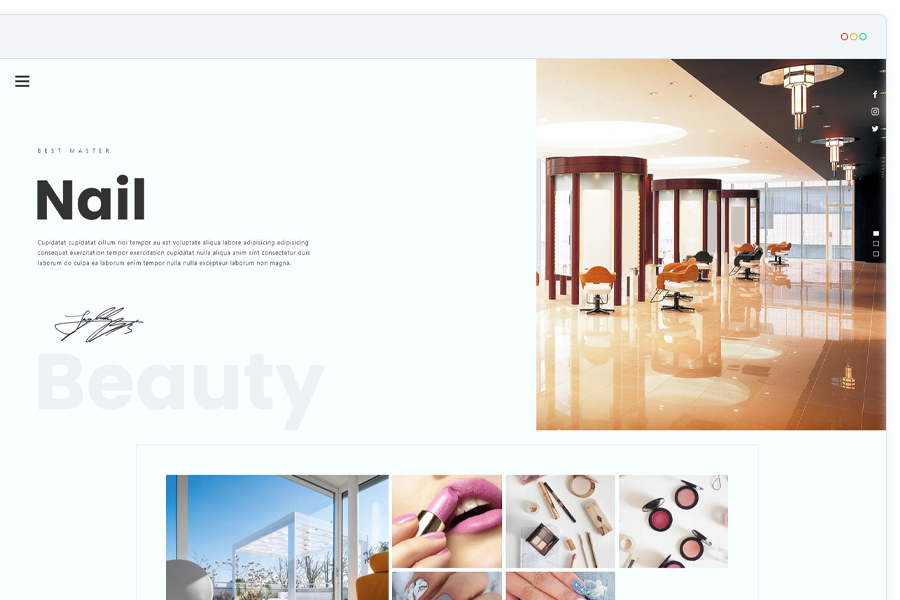 BEST MASTER
Nail
Cupidatat cupidatat cillum nisi tempor eu est voluptate aliqua labore adipisicing adipisicing
consequat exercitation tempor exercitation cupidatat nulla aliqua anim sint consectetur duis
laborum do culpa ea laborum enim tempor nulla nulla excepteur laborum non magna.
Beauty